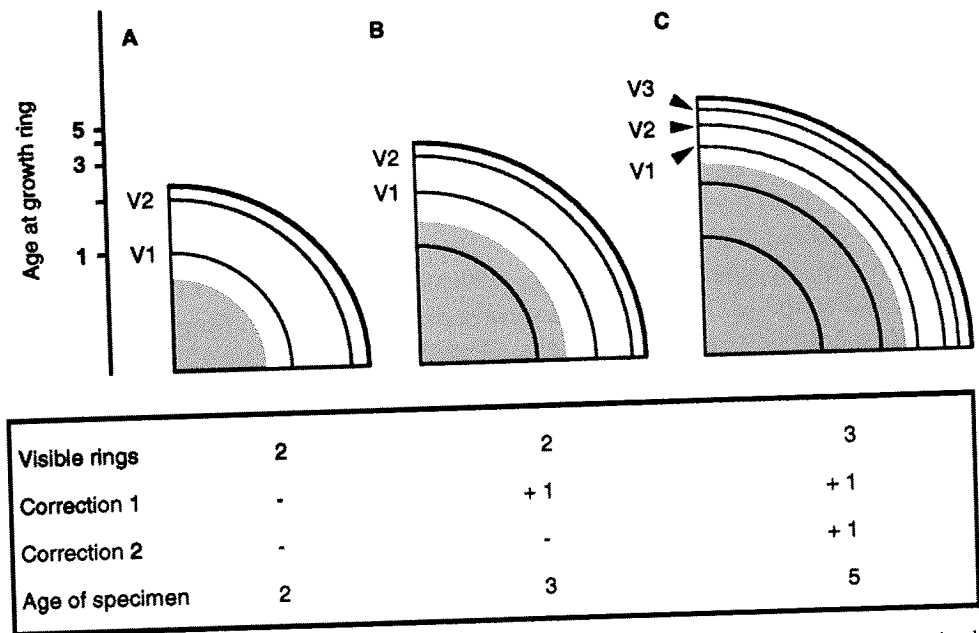 A
B
C
Age at growth ring
5
3
1
V2
V1
V2
V1
V3
V2
V1
Visible rings 2 2 3
Correction 1 - + 1 + 1
Correction 2 - - + 1
Age of specimen 2 3 5